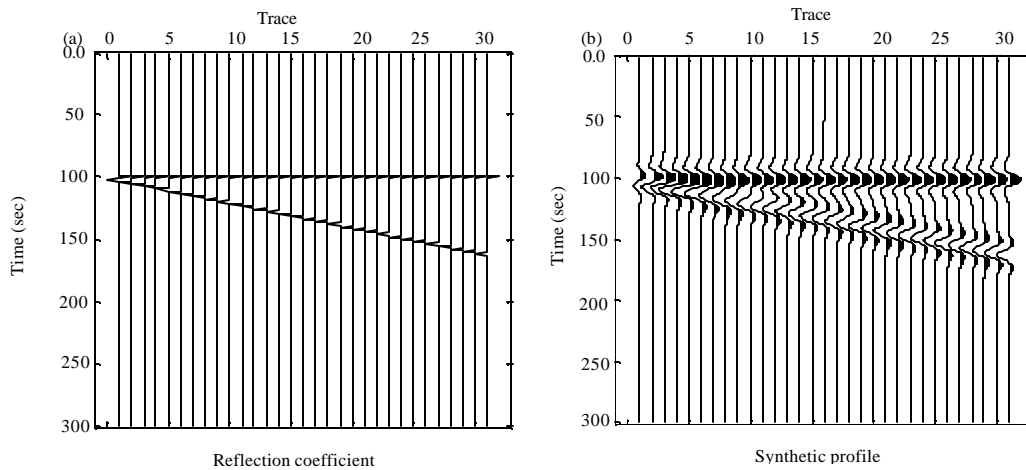 Trace
(a) 0 5 10 15 20 25 30
0.0
50
100
150
200
250
300
Time (sec)
Reflection coefficient
Trace
(b) 0 5 10 15 20 25 30
0.0
50
100
150
200
250
300
Time (sec)
Synthetic profile